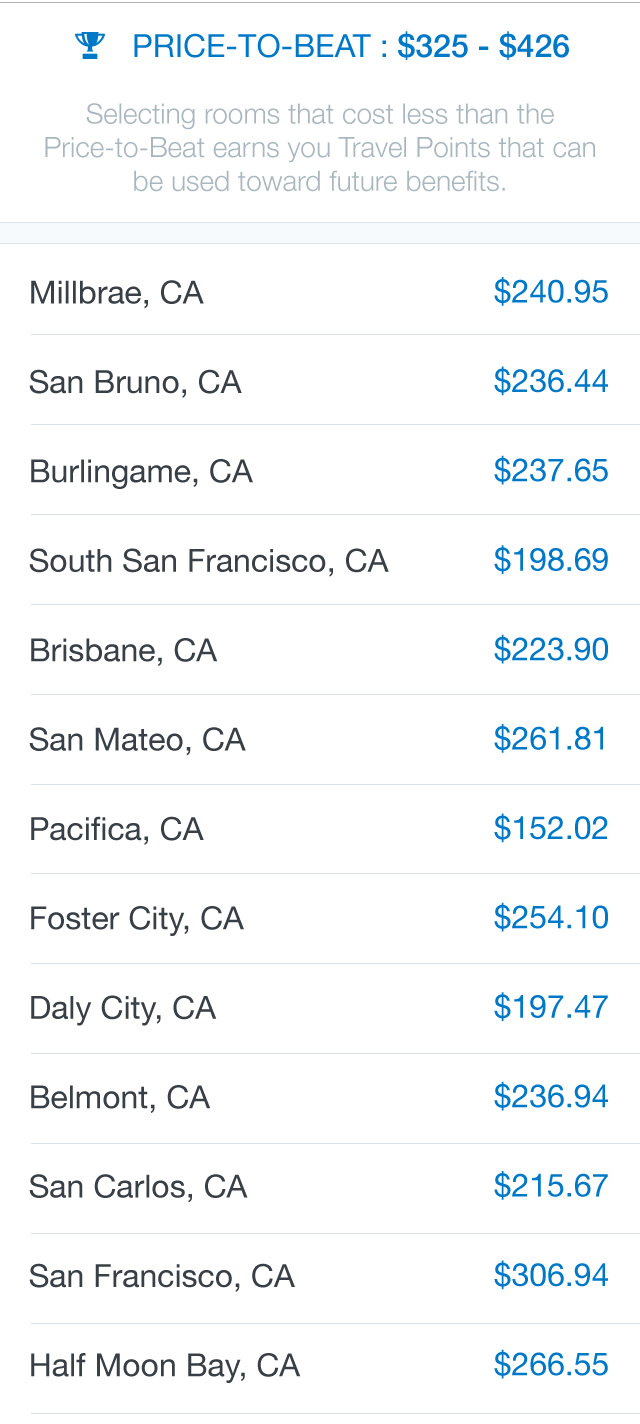 PRICE-TO-BEAT : $325 - $426
Selecting rooms that cost less than the
Price-to-Beat earns you Travel Points that can
be used toward future benefits.
Millbrae, CA $240.95
San Bruno, CA $236.44
Burlingame, CA $237.65
South San Francisco, CA $198.69
Brisbane, CA $223.90
San Mateo, CA $261.81
Pacifica, CA $152.02
Foster City, CA $254.10
Daly City, CA $197.47
Belmont, CA $236.94
San Carlos, CA $215.67
San Francisco, CA $306.94
Half Moon Bay, CA $266.55